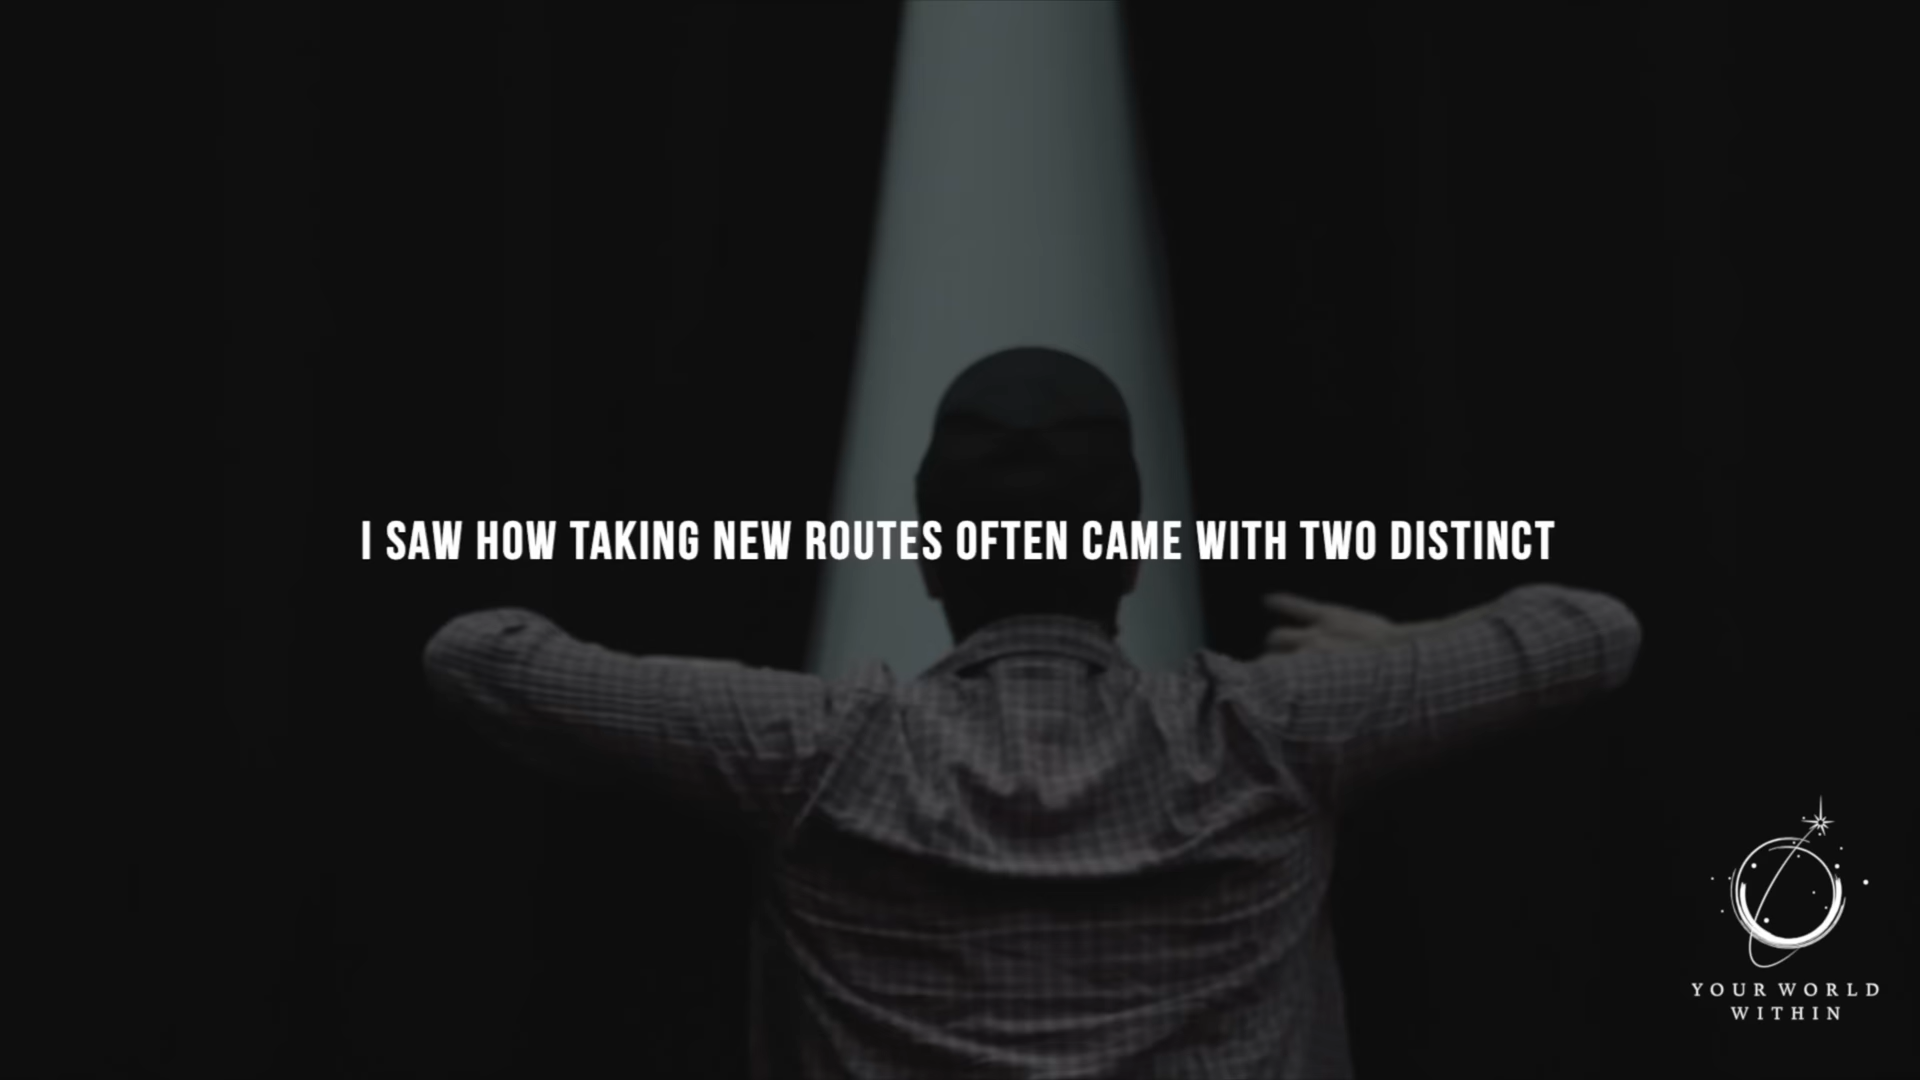 I SAW HOW TAKING NEW ROUTES OFTEN CAME WITH TWO DISTINCT
YOUR WORLD
WITHIN